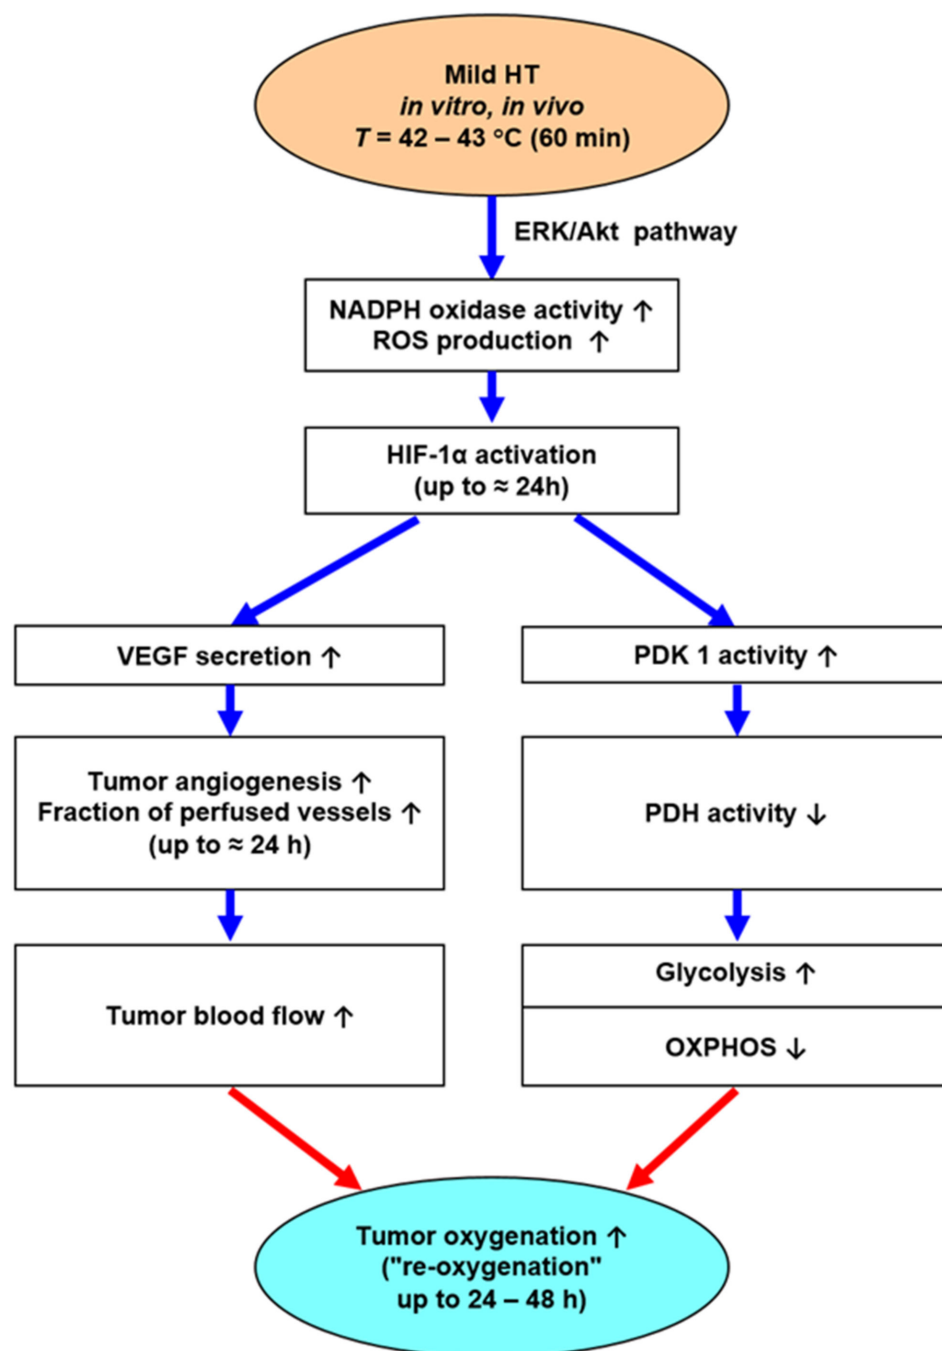 Mild HT
in vitro, in vivo
T = 42 – 43 °C (60 min)
ERK/Akt pathway
NADPH oxidase activity ↑
ROS production ↑
HIF-1α activation
(up to ≈ 24h)
VEGF secretion ↑
PDK 1 activity ↑
Tumor angiogenesis ↑
Fraction of perfused vessels ↑
(up to ≈ 24 h)
PDH activity ↓
Tumor blood flow ↑
Glycolysis ↑
OXPHOS ↓
Tumor oxygenation ↑
("re-oxygenation"
up to 24 – 48 h)